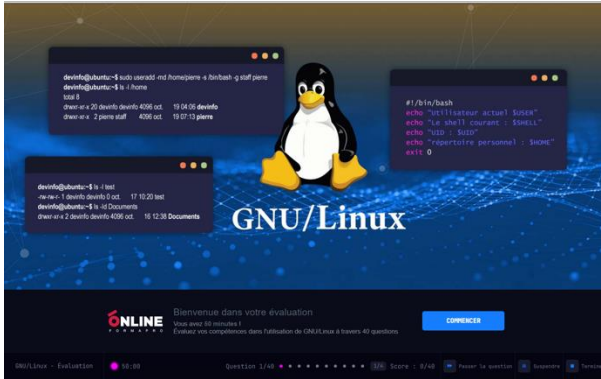 devinfo@ubuntu:~$ sudo useradd -md /home/pierre -s /bin/bash -g staff pierre
devinfo@ubuntu:~$ ls -l /home
total 8
drwxr-xr-x 20 devinfo devinfo 4096 oct. 19 04:06 devinfo
drwxr-xr-x 2 pierre staff 4096 oct. 19 07:13 pierre
#!/bin/bash
echo "Utilisateur actuel $USER"
echo "Le shell courant : $SHELL"
echo "UID : $UID"
echo "répertoire personnel : $HOME"
exit 0
devinfo@ubuntu:~$ ls -l test
-rw-rw-r- 1 devinfo devinfo 0 oct. 17 10:20 test
devinfo@ubuntu:~$ ls -ld Documents
drwxr-xr-x 2 devinfo devinfo 4096 oct. 16 12:38 Documents
GNU/Linux
ONLINE
FORMAPRO
Bienvenue dans votre évaluation
Vous avez 50 minutes !
Évaluez vos compétences dans l'utilisation de GNU/Linux à travers 40 questions
COMMENCER
GNU/Linux - Evaluation
50:00
Question 1/40
1/4
Score : 0/40
Passer la question
Suspendre
Termine